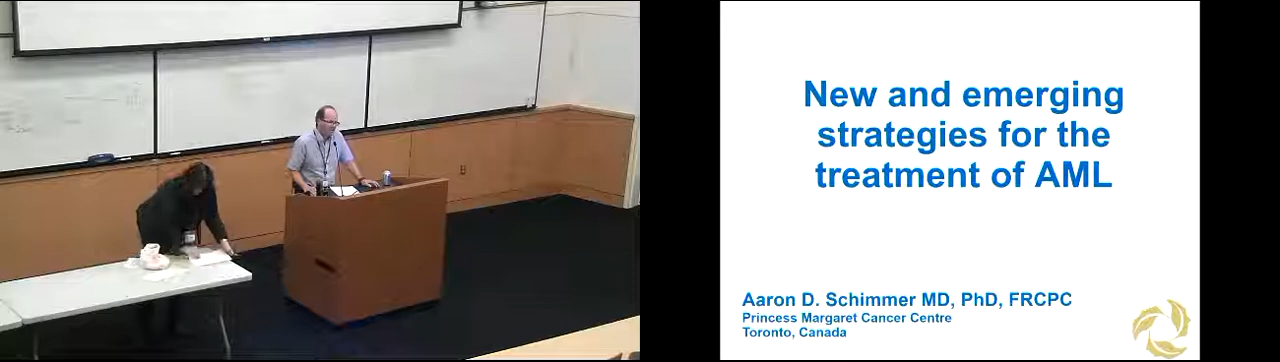 New and emerging
strategies for the
treatment of AML
Aaron D. Schimmer MD, PhD, FRCPC
Princess Margaret Cancer Centre
Toronto, Canada